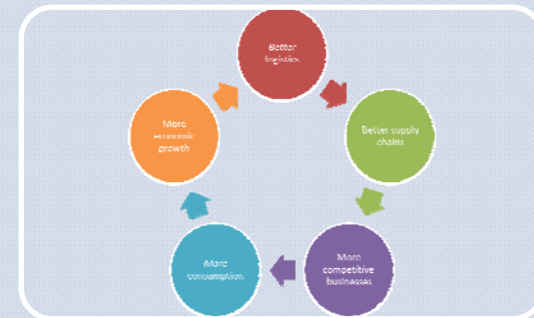 Better
logistics
Better supply
chains
More
competitive
businesses
More
consumption
More
economic
growth